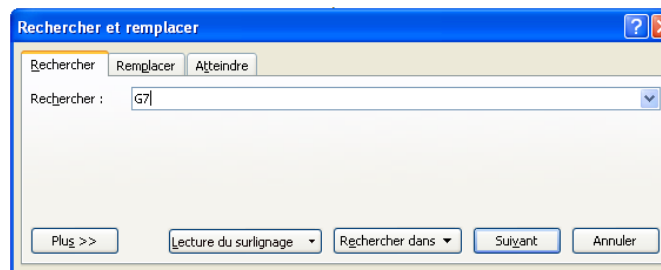 Rechercher et remplacer
Rechercher Remplacer Atteindre
Rechercher : G7
Plus >> Lecture du surlignage Rechercher dans Suivant Annuler